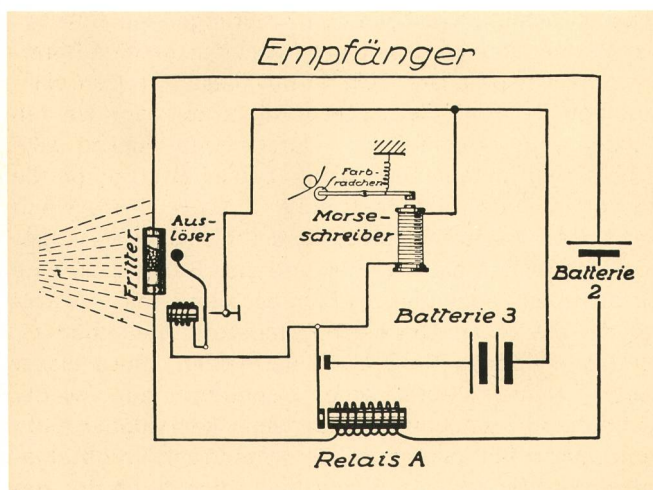 Empfänger
Farb-
rädchen
Aus-
löser
Morse-
schreiber
Fritter
Batterie
2
Batterie 3
Relais A